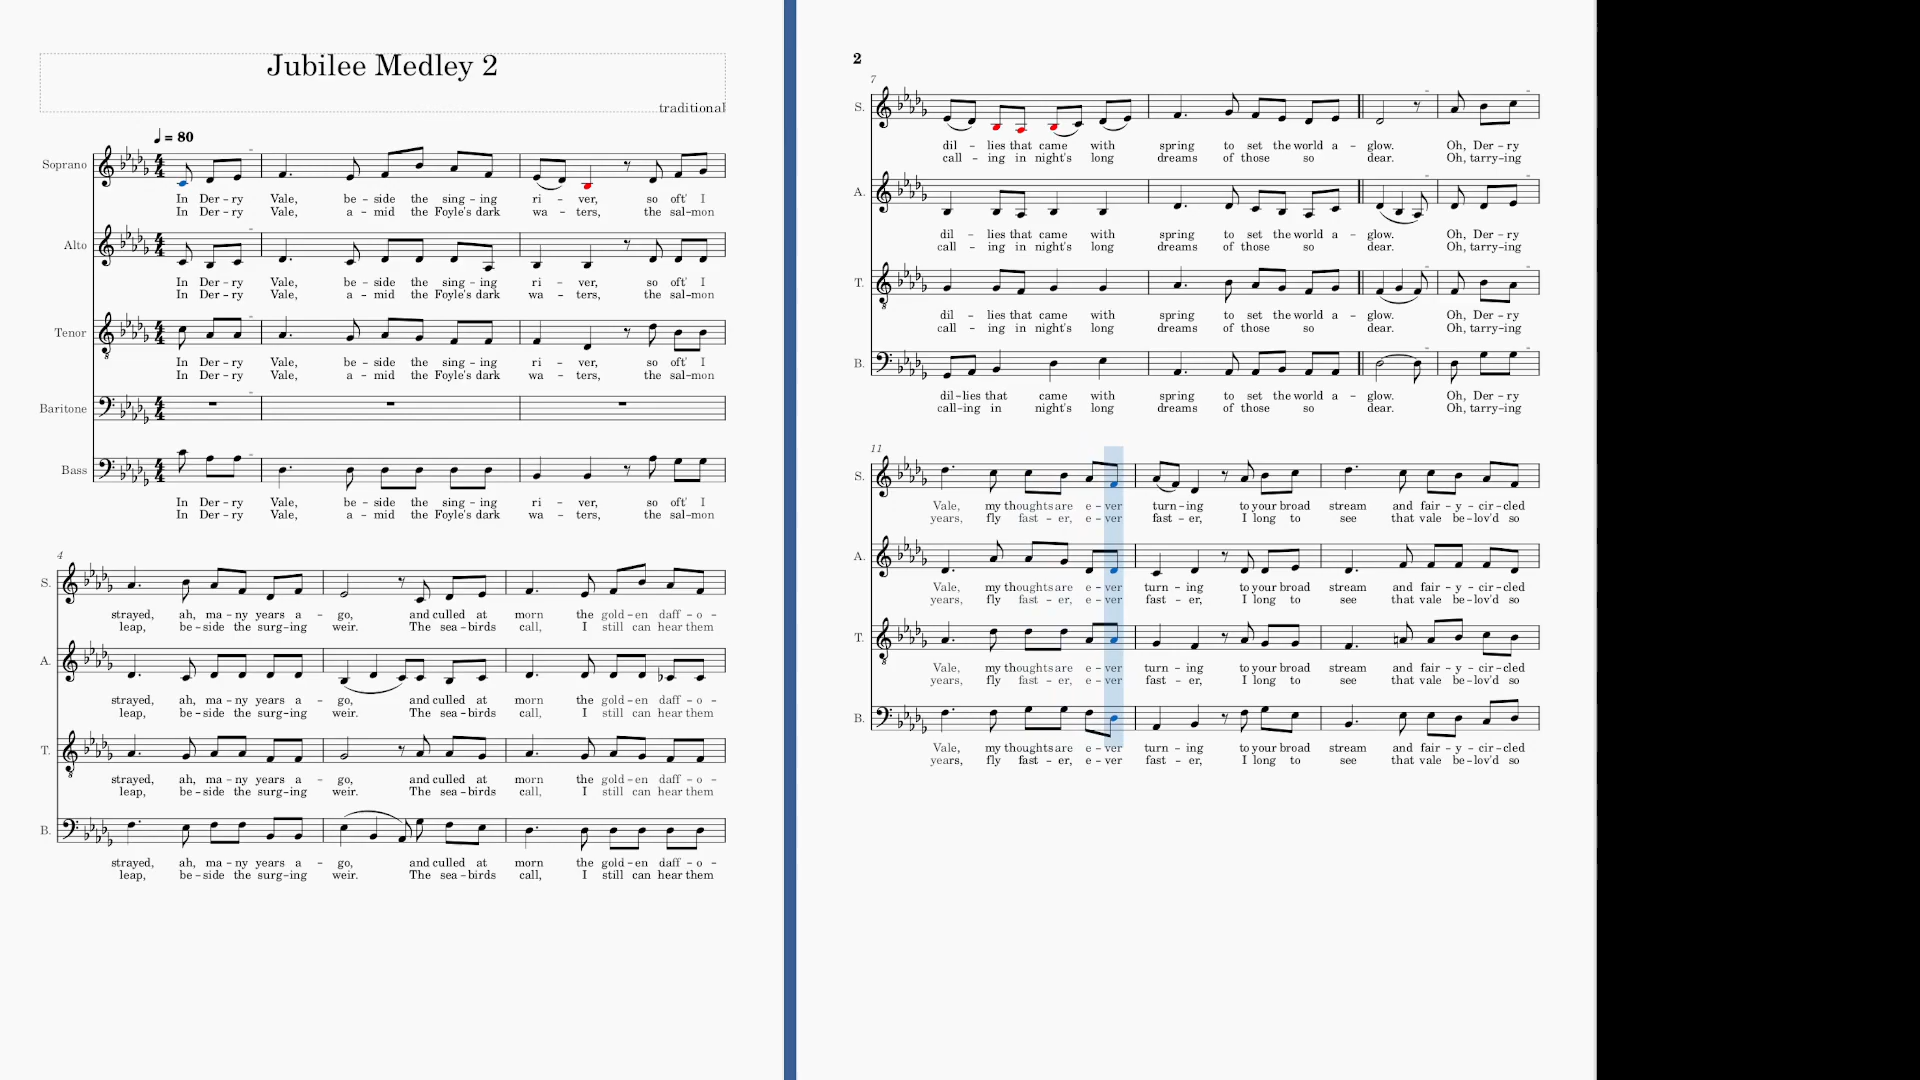 Jubilee Medley 2
traditional
♩ = 80
Soprano
In Der – ry Vale, be – side the sing – ing ri – ver, so oft' I
In Der – ry Vale, a – mid the Foyle's dark wa – ters, the sal – mon
Alto
In Der – ry Vale, be – side the sing – ing ri – ver, so oft' I
In Der – ry Vale, a – mid the Foyle's dark wa – ters, the sal – mon
Tenor
In Der – ry Vale, be – side the sing – ing ri – ver, so oft' I
In Der – ry Vale, a – mid the Foyle's dark wa – ters, the sal – mon
Baritone
Bass
In Der – ry Vale, be – side the sing – ing ri – ver, so oft' I
In Der – ry Vale, a – mid the Foyle's dark wa – ters, the sal – mon
4
S.
strayed, ah, ma – ny years a – go, and culled at morn the gold – en daff – o –
leap, be – side the surg – ing weir. The sea – birds call, I still can hear them
A.
strayed, ah, ma – ny years a – go, and culled at morn the gold – en daff – o –
leap, be – side the surg – ing weir. The sea – birds call, I still can hear them
T.
strayed, ah, ma – ny years a – go, and culled at morn the gold – en daff – o –
leap, be – side the surg – ing weir. The sea – birds call, I still can hear them
B.
strayed, ah, ma – ny years a – go, and culled at morn the gold – en daff – o –
leap, be – side the surg – ing weir. The sea – birds call, I still can hear them
2
7
S.
dil – lies that came with spring to set the world a – glow. Oh, Der – ry
call – ing in night's long dreams of those so dear. Oh, tarry – ing
A.
dil – lies that came with spring to set the world a – glow. Oh, Der – ry
call – ing in night's long dreams of those so dear. Oh, tarry – ing
T.
dil – lies that came with spring to set the world a – glow. Oh, Der – ry
call – ing in night's long dreams of those so dear. Oh, tarry – ing
B.
dil – lies that came with spring to set the world a – glow. Oh, Der – ry
call – ing in night's long dreams of those so dear. Oh, tarry – ing
11
S.
Vale, my thoughts are e – ver turn – ing to your broad stream and fair – y – cir – cled
years, fly fast – er, e – ver fast – er, I long to see that vale be – lov'd so
A.
Vale, my thoughts are e – ver turn – ing to your broad stream and fair – y – cir – cled
years, fly fast – er, e – ver fast – er, I long to see that vale be – lov'd so
T.
Vale, my thoughts are e – ver turn – ing to your broad stream and fair – y – cir – cled
years, fly fast – er, e – ver fast – er, I long to see that vale be – lov'd so
B.
Vale, my thoughts are e – ver turn – ing to your broad stream and fair – y – cir – cled
years, fly fast – er, e – ver fast – er, I long to see that vale be – lov'd so